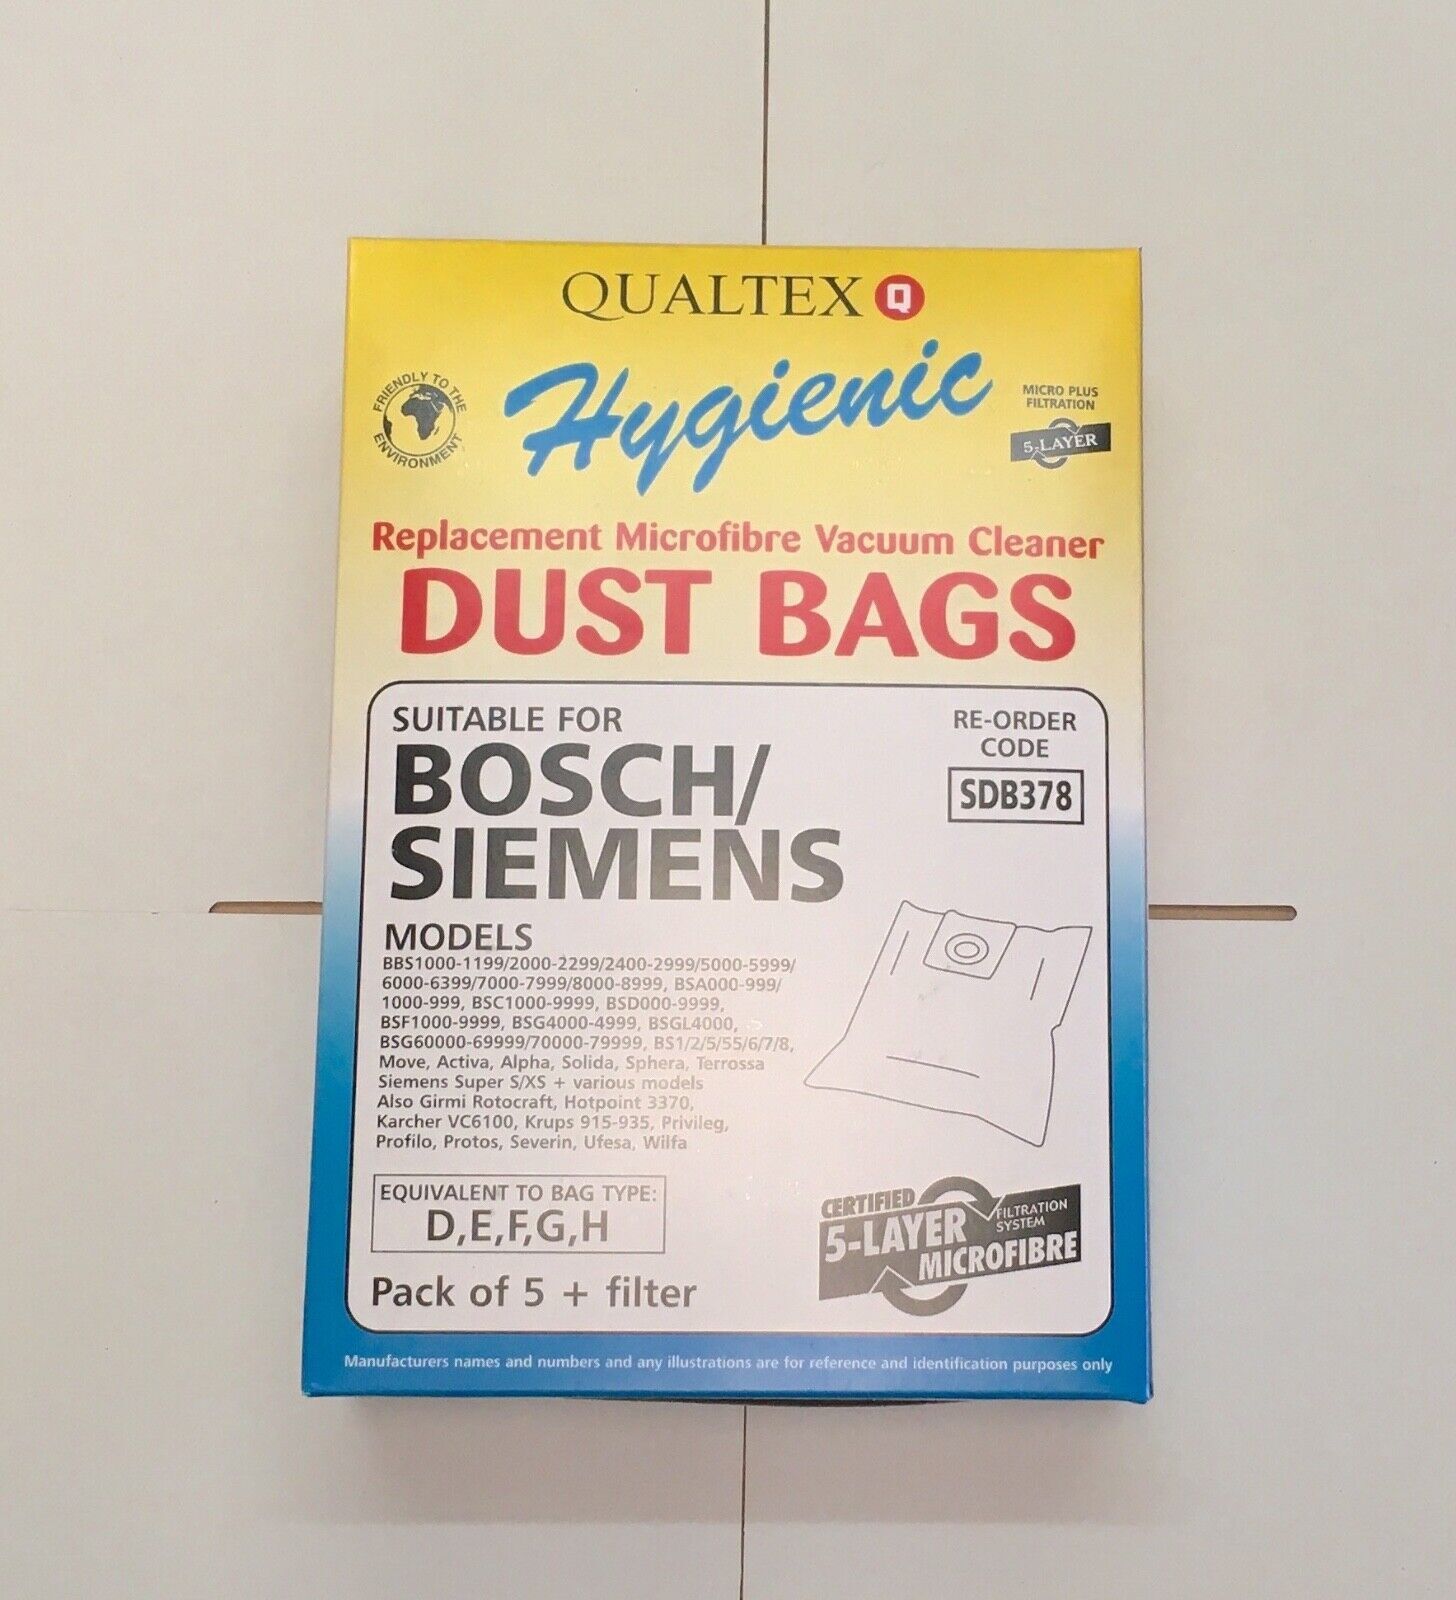 QUALTEX Q
Hygienic
FRIENDLY TO THE
ENVIRONMENT
MICRO PLUS
FILTRATION
5-LAYER
Replacement Microfibre Vacuum Cleaner
DUST BAGS
SUITABLE FOR
BOSCH/
SIEMENS
RE-ORDER
CODE
SDB378
MODELS
BBS1000-1199/2000-2299/2400-2999/5000-5999/
6000-6399/7000-7999/8000-8999, BSA000-999/
1000-999, BSC1000-9999, BSD000-9999,
BSF1000-9999, BSG4000-4999, BSGL4000,
BSG60000-69999/70000-79999, BS1/2/5/55/6/7/8,
Move, Activa, Alpha, Solida, Sphera, Terrossa
Siemens Super S/XS + various models
Also Girmi Rotocraft, Hotpoint 3370,
Karcher VC6100, Krups 915-935, Privileg,
Profilo, Protos, Severin, Ufesa, Wilfa
EQUIVALENT TO BAG TYPE:
D,E,F,G,H
Pack of 5 + filter
CERTIFIED
5-LAYER
FILTRATION
SYSTEM
MICROFIBRE
Manufacturers names and numbers and any illustrations are for reference and identification purposes only